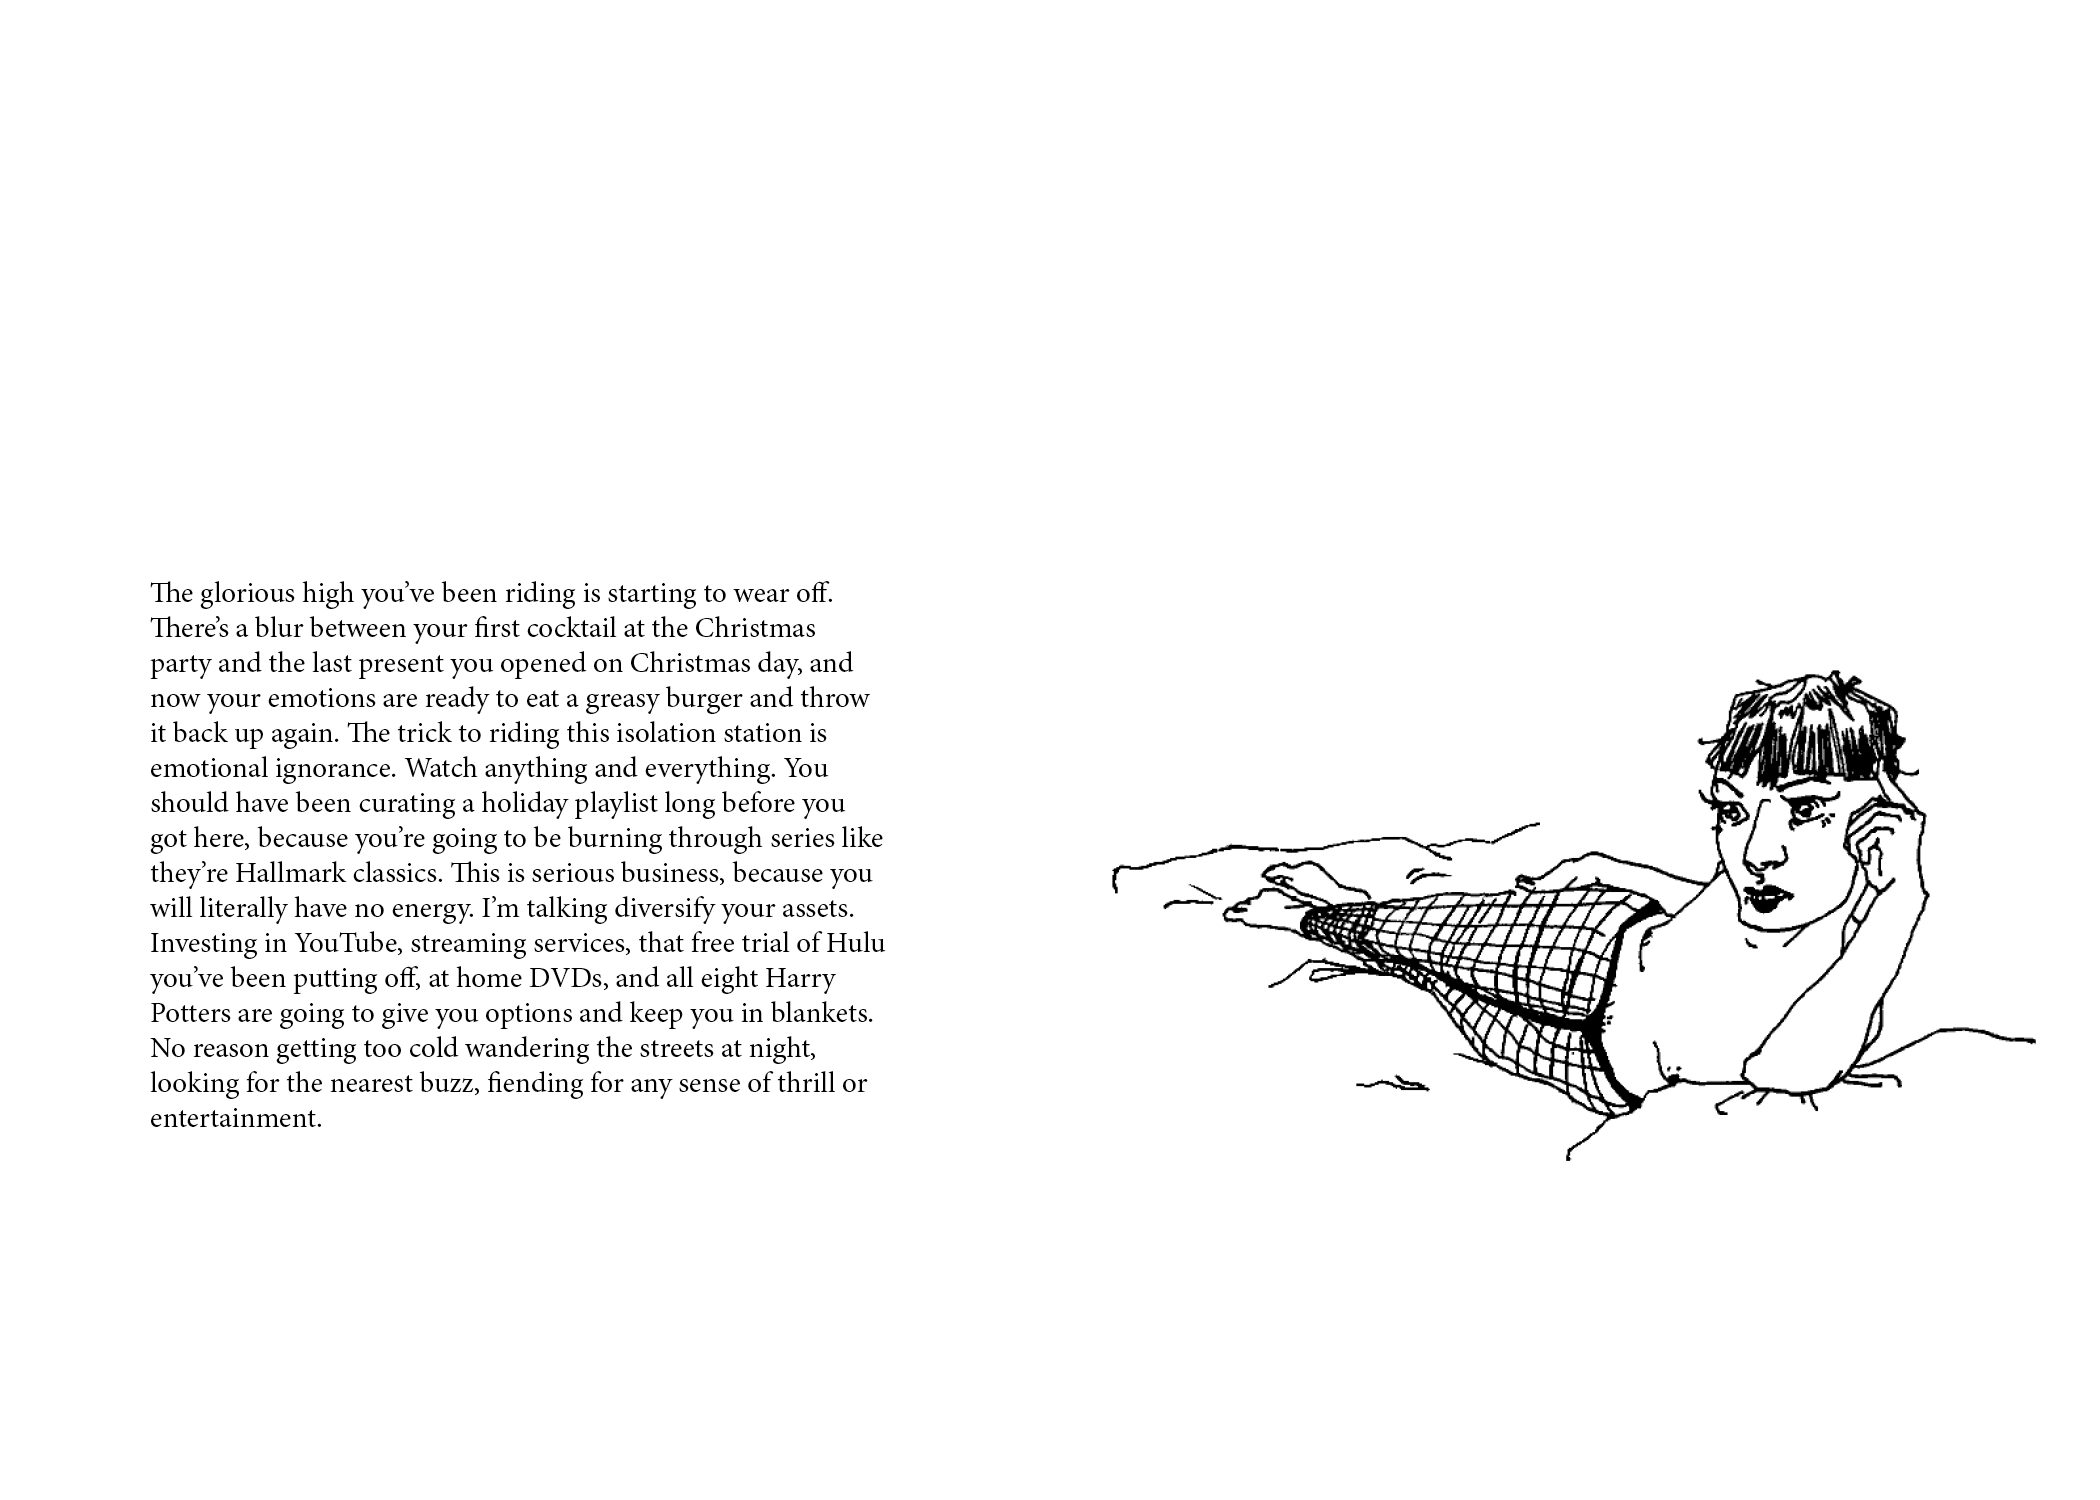 The glorious high you’ve been riding is starting to wear off.
There’s a blur between your first cocktail at the Christmas
party and the last present you opened on Christmas day, and
now your emotions are ready to eat a greasy burger and throw
it back up again. The trick to riding this isolation station is
emotional ignorance. Watch anything and everything. You
should have been curating a holiday playlist long before you
got here, because you’re going to be burning through series like
they’re Hallmark classics. This is serious business, because you
will literally have no energy. I’m talking diversify your assets.
Investing in YouTube, streaming services, that free trial of Hulu
you’ve been putting off, at home DVDs, and all eight Harry
Potters are going to give you options and keep you in blankets.
No reason getting too cold wandering the streets at night,
looking for the nearest buzz, fiending for any sense of thrill or
entertainment.